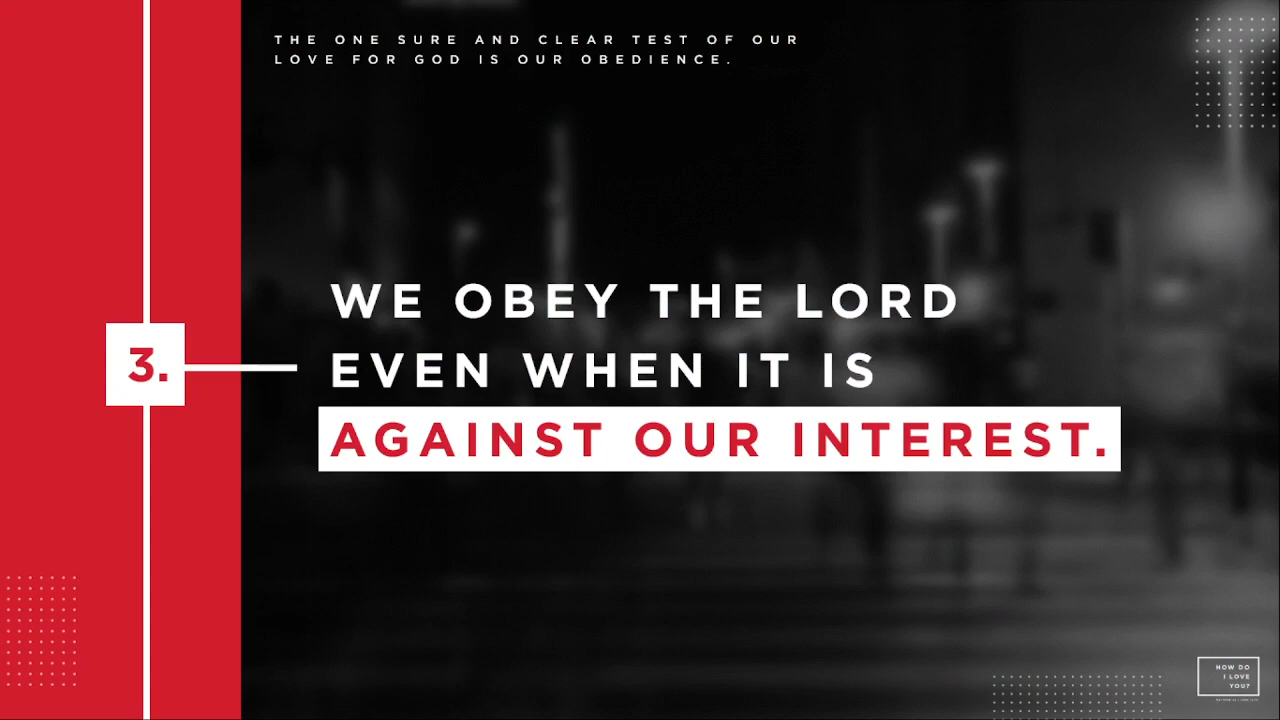 THE ONE SURE AND CLEAR TEST OF OUR
LOVE FOR GOD IS OUR OBEDIENCE.
WE OBEY THE LORD
3.
EVEN WHEN IT IS
AGAINST OUR INTEREST.
HOW DO
I LOVE
YOU?